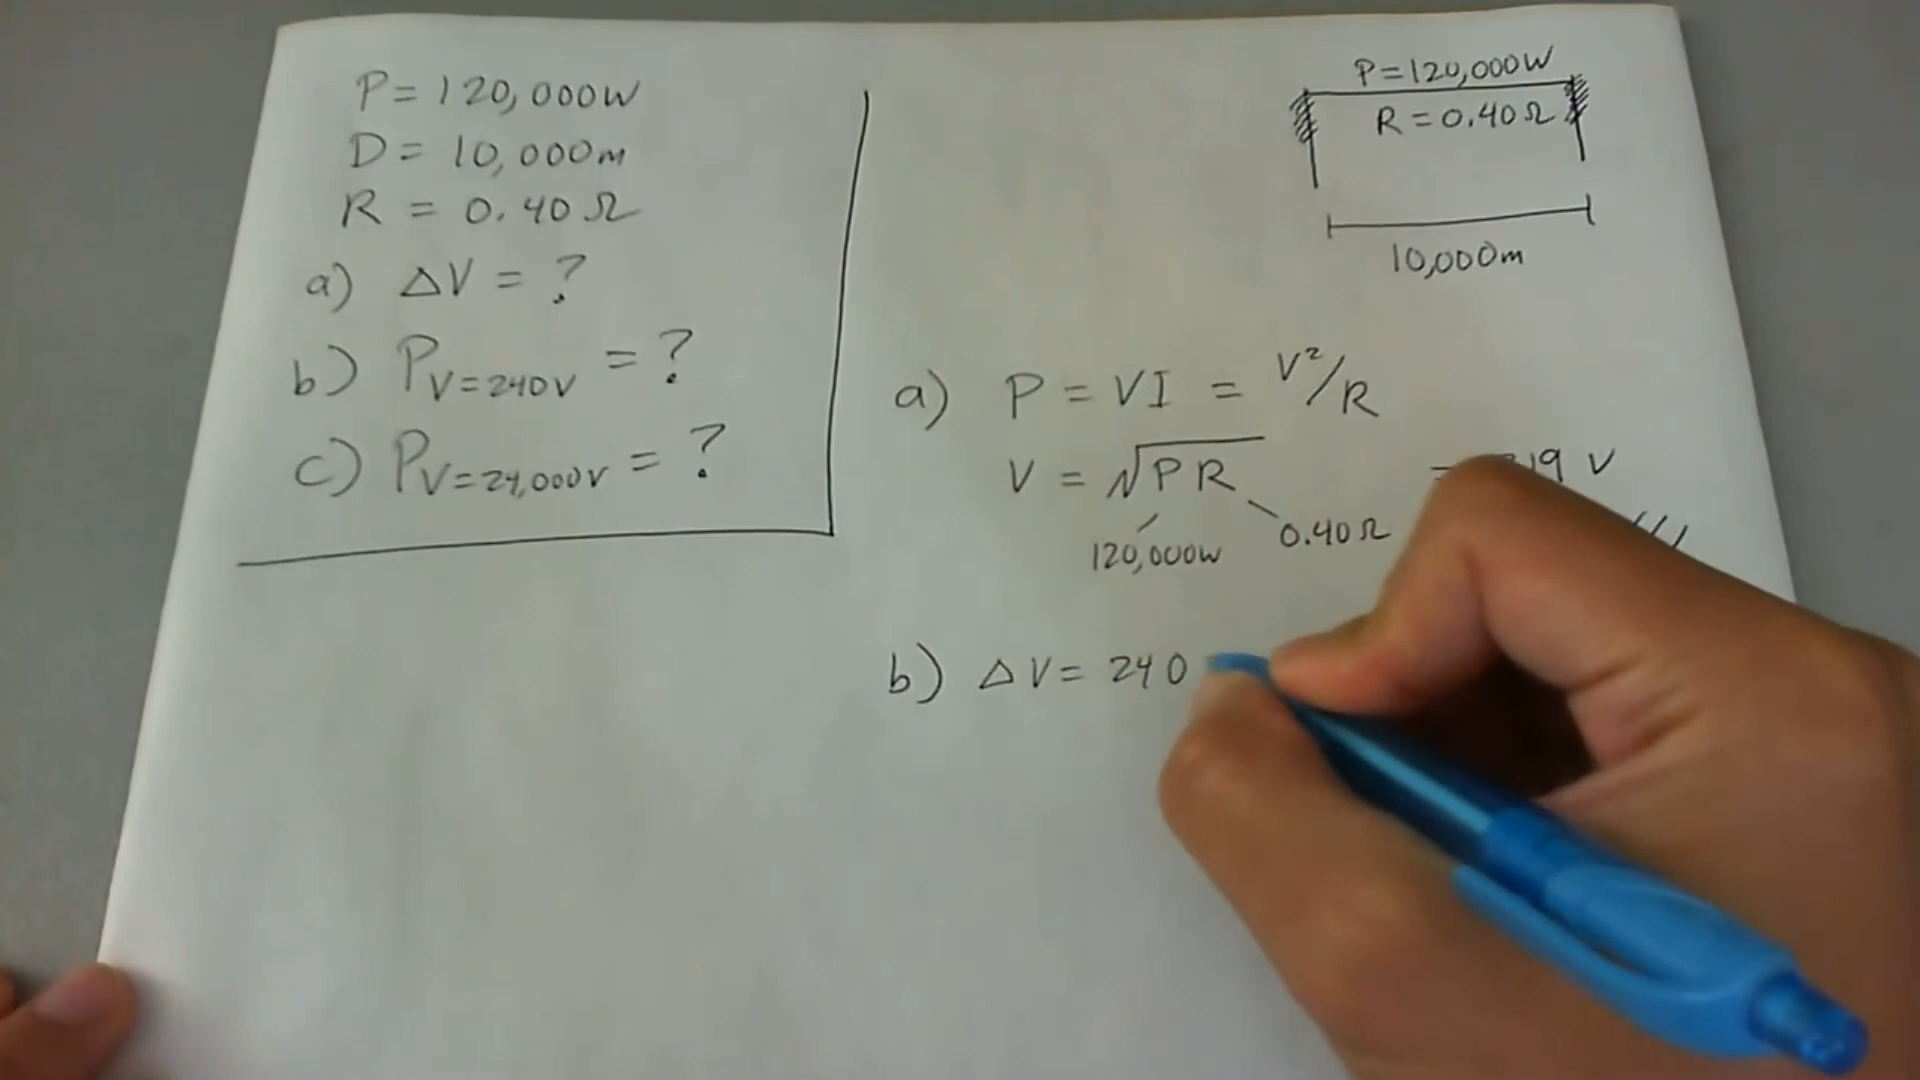 P = 120,000W
D = 10,000m
R = 0.40 Ω
a) ΔV = ?
b) P_V=240V = ?
c) P_V=24,000V = ?
P=120,000W
R = 0.40 Ω
10,000m
a) P = VI = V²/R
V = √PR = 19 V
120,000W 0.40 Ω
b) ΔV = 240